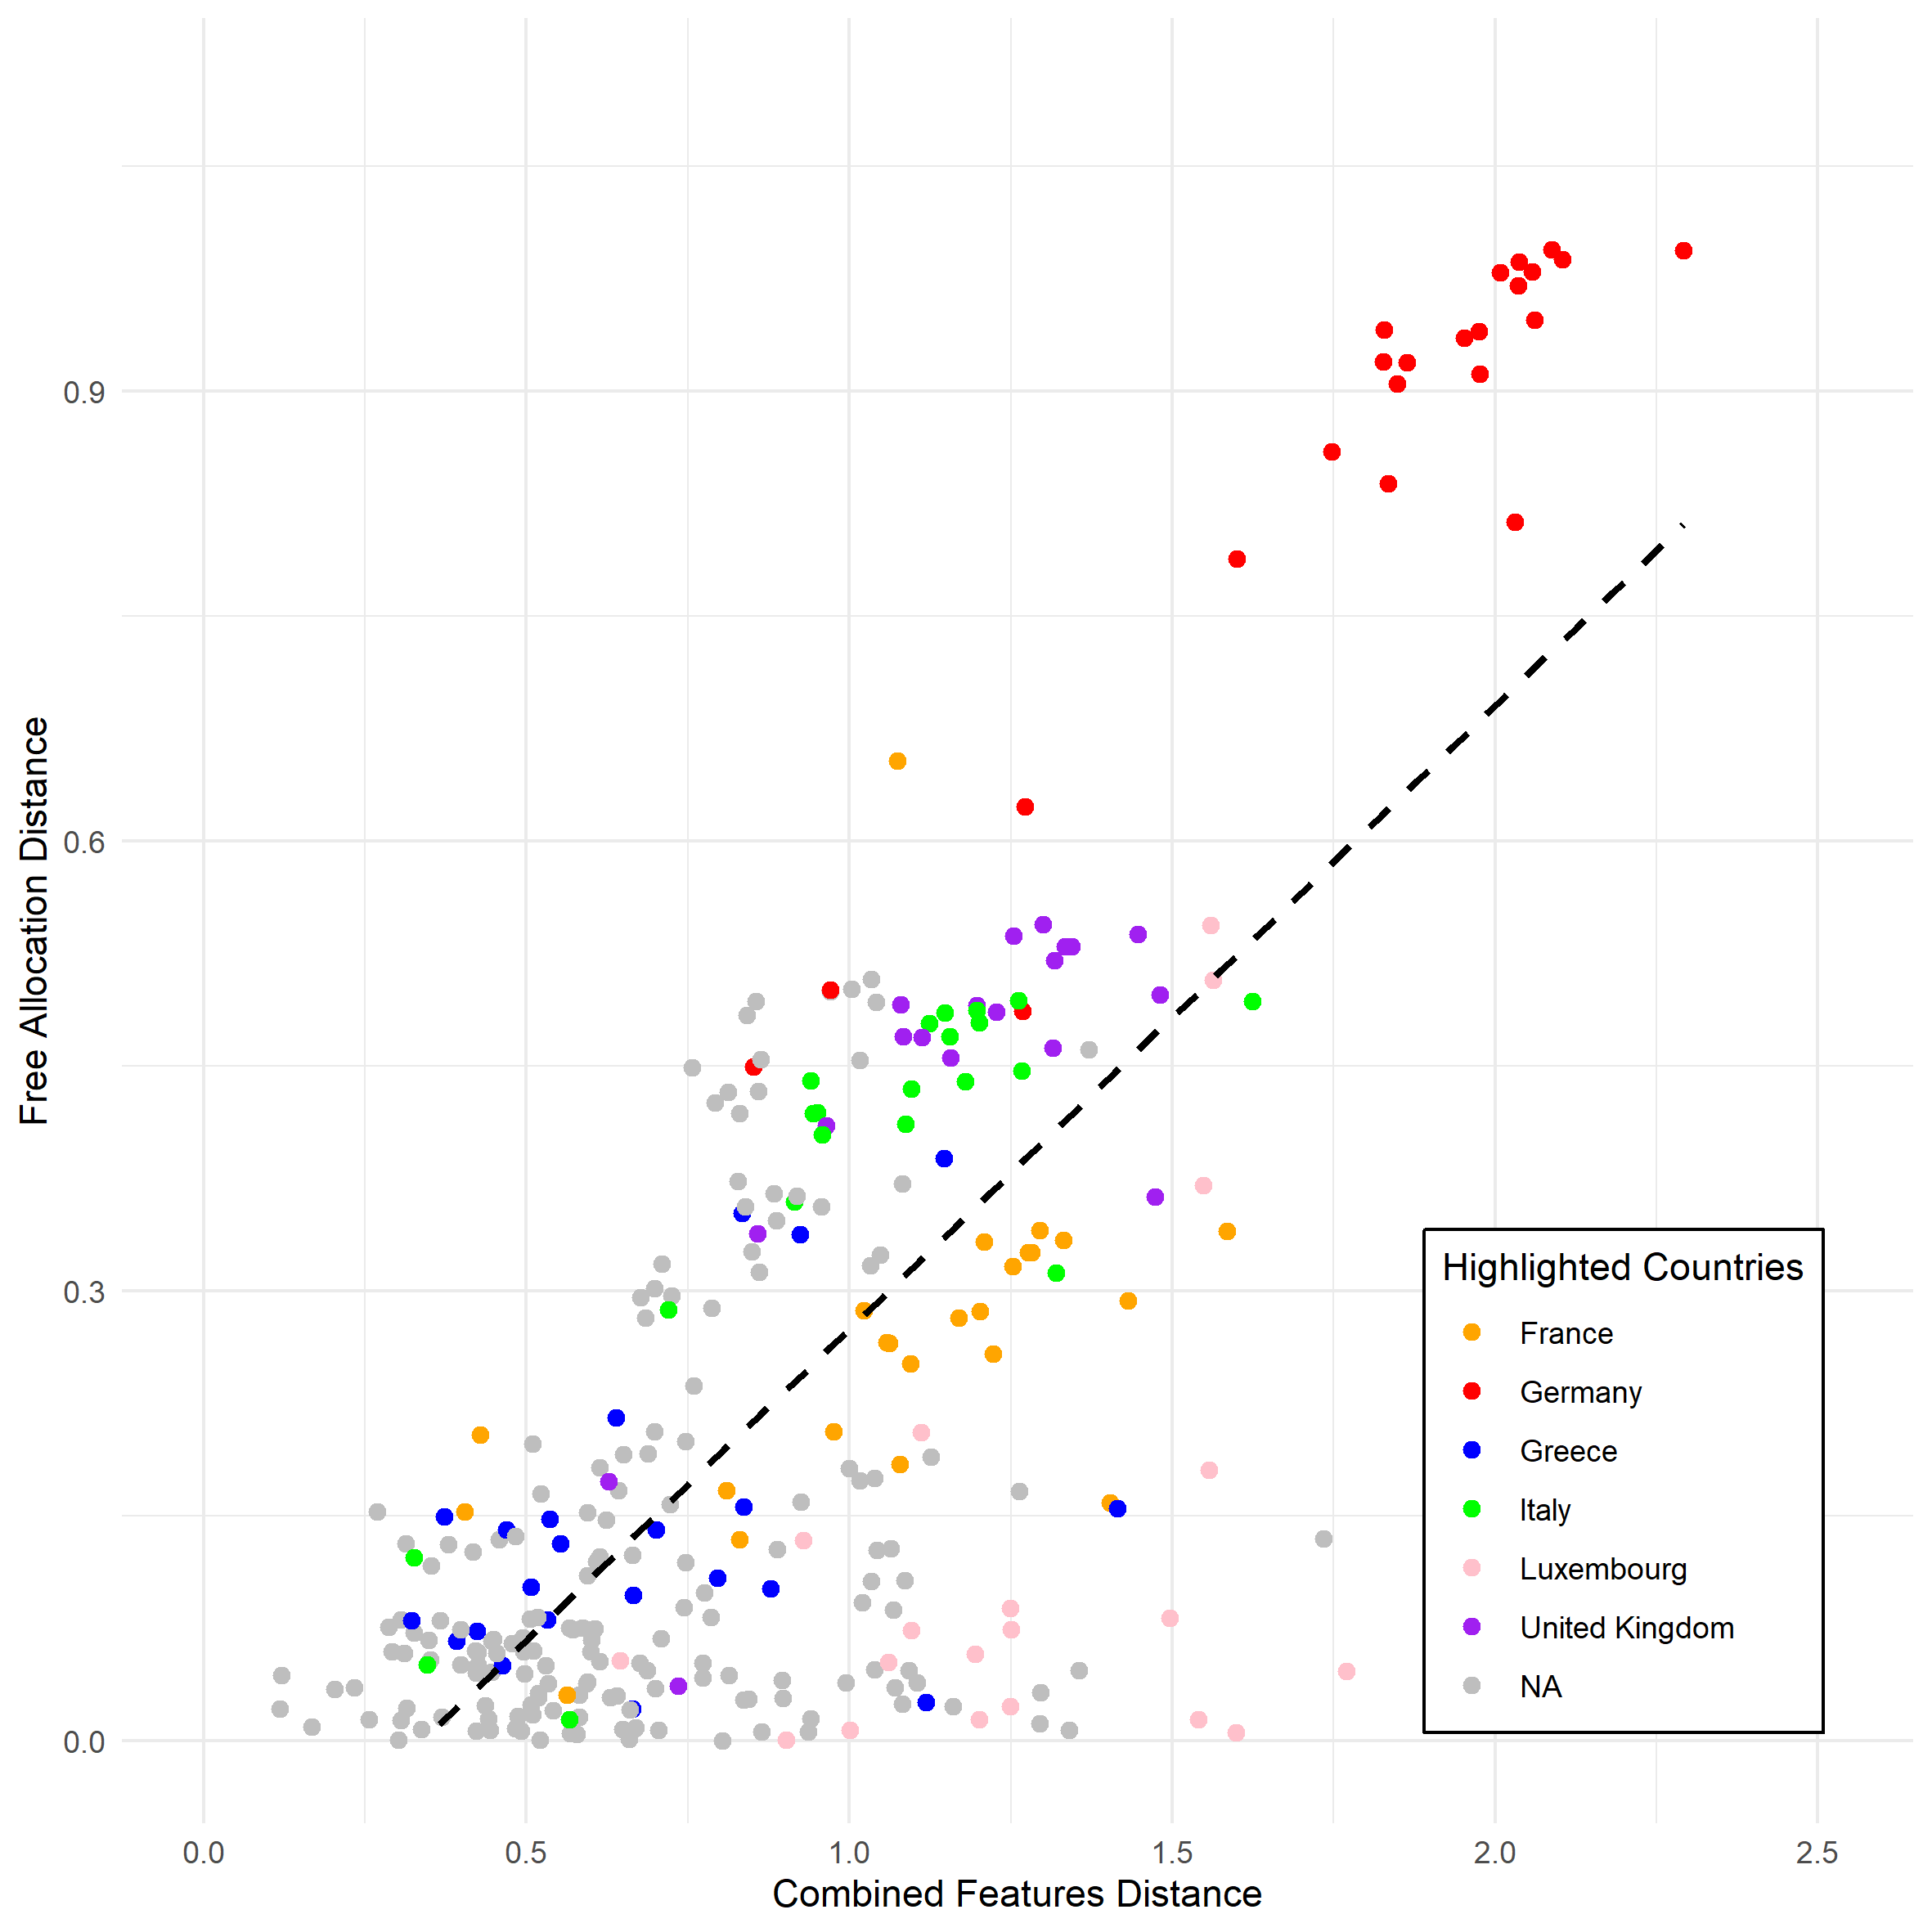 Free Allocation Distance
0.9
0.6
0.3
0.0
Highlighted Countries
France
Germany
Greece
Italy
Luxembourg
United Kingdom
NA
0.0 0.5 1.0 1.5 2.0 2.5
Combined Features Distance